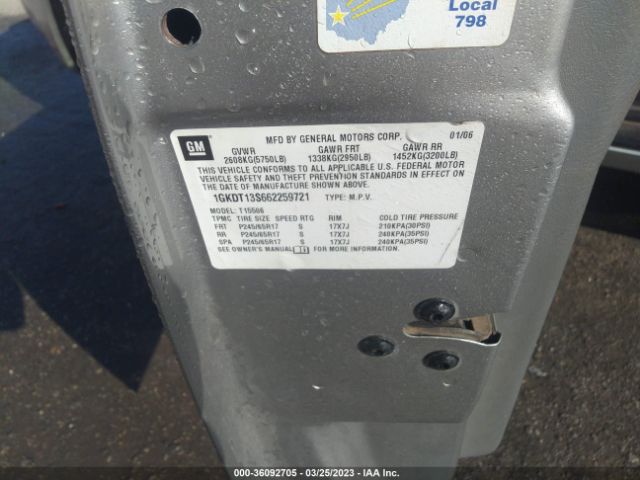 Local
798
GM
MFD BY GENERAL MOTORS CORP. 01/06
GVWR GAWR FRT GAWR RR
2608KG(5750LB) 1338KG(2950LB) 1452KG(3200LB)
THIS VEHICLE CONFORMS TO ALL APPLICABLE U.S. FEDERAL MOTOR
VEHICLE SAFETY AND THEFT PREVENTION STANDARDS IN EFFECT ON
THE DATE OF MANUFACTURE SHOWN ABOVE.
1GKDT13S662259721 TYPE: M.P.V.
MODEL: T15506
TPMC TIRE SIZE SPEED RTG RIM COLD TIRE PRESSURE
FRT P245/65R17 S 17X7J 210KPA(30PSI)
RR P245/65R17 S 17X7J 240KPA(35PSI)
SPA P245/65R17 S 17X7J 240KPA(35PSI)
SEE OWNER'S MANUAL FOR MORE INFORMATION.
000-36092705 - 03/25/2023 - IAA Inc.